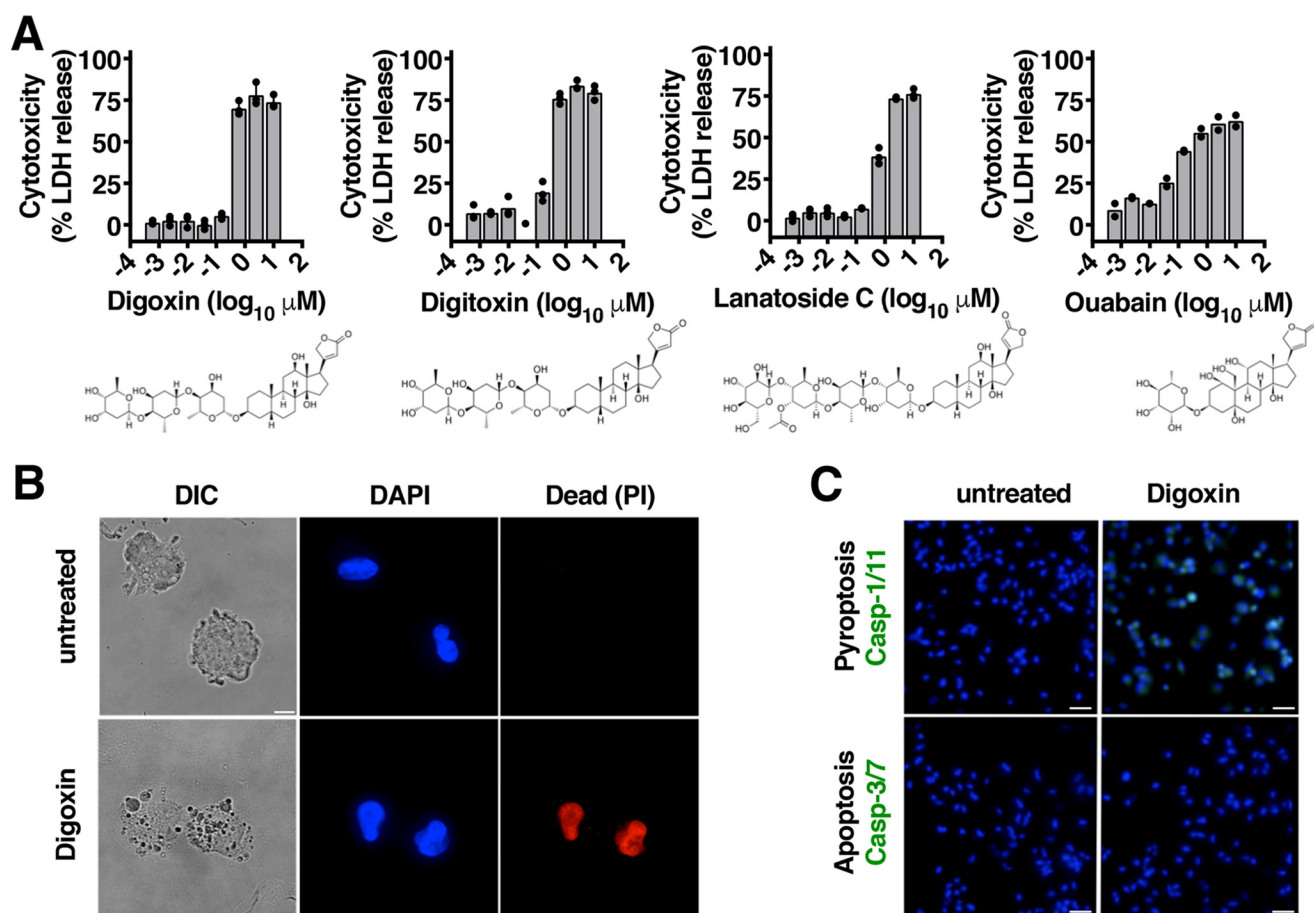 A
Cytotoxicity
(% LDH release)
100
75
50
25
0
-4 -3 -2 -1 0 1 2
Digoxin (log10 μM)
Cytotoxicity
(% LDH release)
100
75
50
25
0
-4 -3 -2 -1 0 1 2
Digitoxin (log10 μM)
Cytotoxicity
(% LDH release)
100
75
50
25
0
-4 -3 -2 -1 0 1 2
Lanatoside C (log10 μM)
Cytotoxicity
(% LDH release)
100
75
50
25
0
-4 -3 -2 -1 0 1 2
Ouabain (log10 μM)
B
DIC DAPI Dead (PI)
untreated
Digoxin
C
untreated Digoxin
Pyroptosis
Casp-1/11
Apoptosis
Casp-3/7